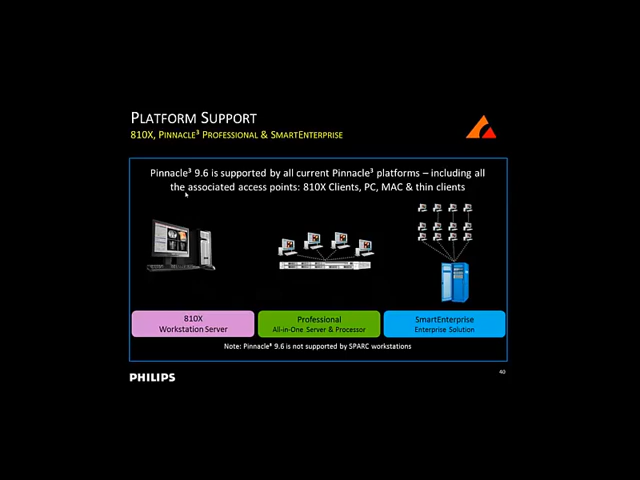 PLATFORM SUPPORT
810X, PINNACLE³ PROFESSIONAL & SMARTENTERPRISE
Pinnacle³ 9.6 is supported by all current Pinnacle³ platforms – including all
the associated access points: 810X Clients, PC, MAC & thin clients
810X
Workstation Server
Professional
All-in-One Server & Processor
SmartEnterprise
Enterprise Solution
Note: Pinnacle³ 9.6 is not supported by SPARC workstations
PHILIPS
40